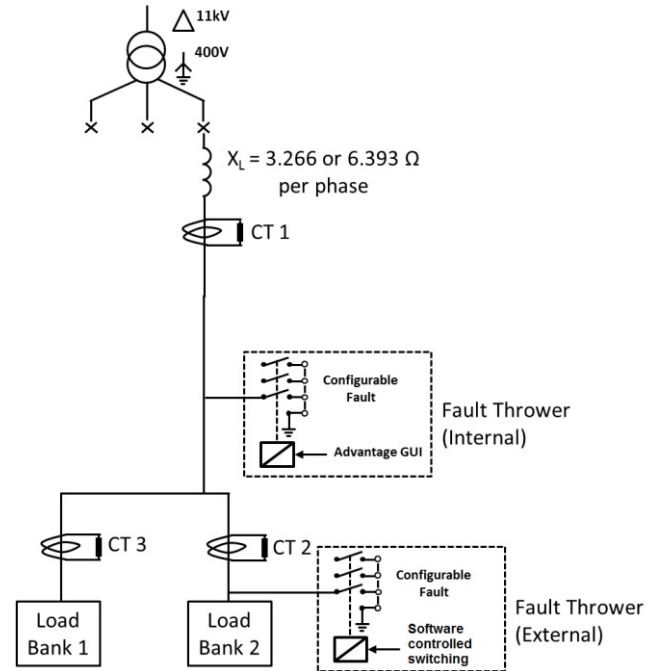 11kV
400V
X_L = 3.266 or 6.393 Ω
per phase
CT 1
Configurable
Fault
Advantage GUI
Fault Thrower
(Internal)
CT 3
CT 2
Load
Bank 1
Load
Bank 2
Configurable
Fault
Software
controlled
switching
Fault Thrower
(External)